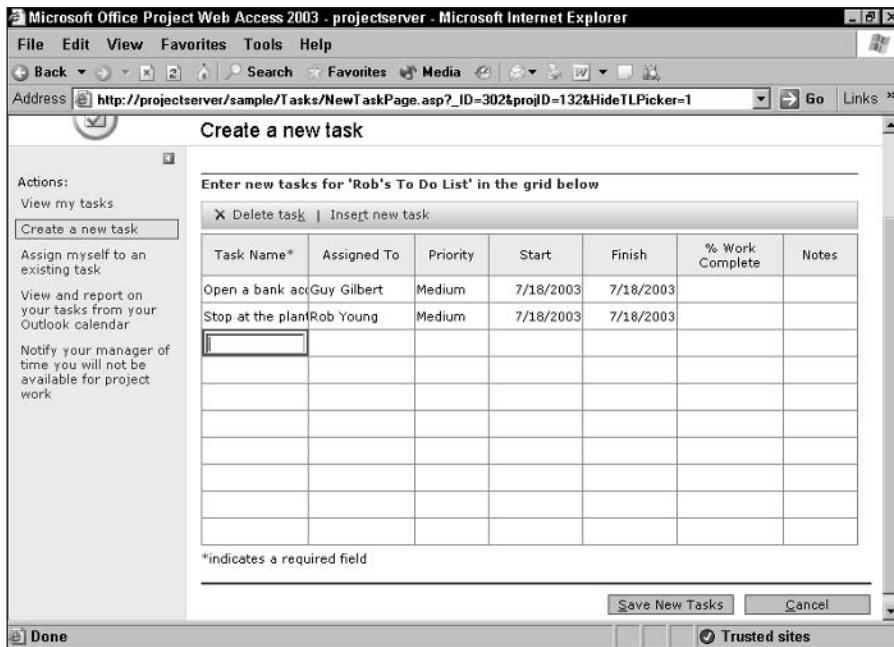 Microsoft Office Project Web Access 2003 - projectserver - Microsoft Internet Explorer
File Edit View Favorites Tools Help
Back Search Favorites Media
Address http://projectserver/sample/Tasks/NewTaskPage.asp?_ID=302&projID=132&HideTLPicker=1 Go Links »
Create a new task
Actions:
View my tasks
Create a new task
Assign myself to an
existing task
View and report on
your tasks from your
Outlook calendar
Notify your manager of
time you will not be
available for project
work
Enter new tasks for 'Rob's To Do List' in the grid below
X Delete task | Insert new task
Task Name* Assigned To Priority Start Finish % Work Complete Notes
Open a bank acc Guy Gilbert Medium 7/18/2003 7/18/2003
Stop at the plant Rob Young Medium 7/18/2003 7/18/2003
*indicates a required field
Save New Tasks Cancel
Done Trusted sites